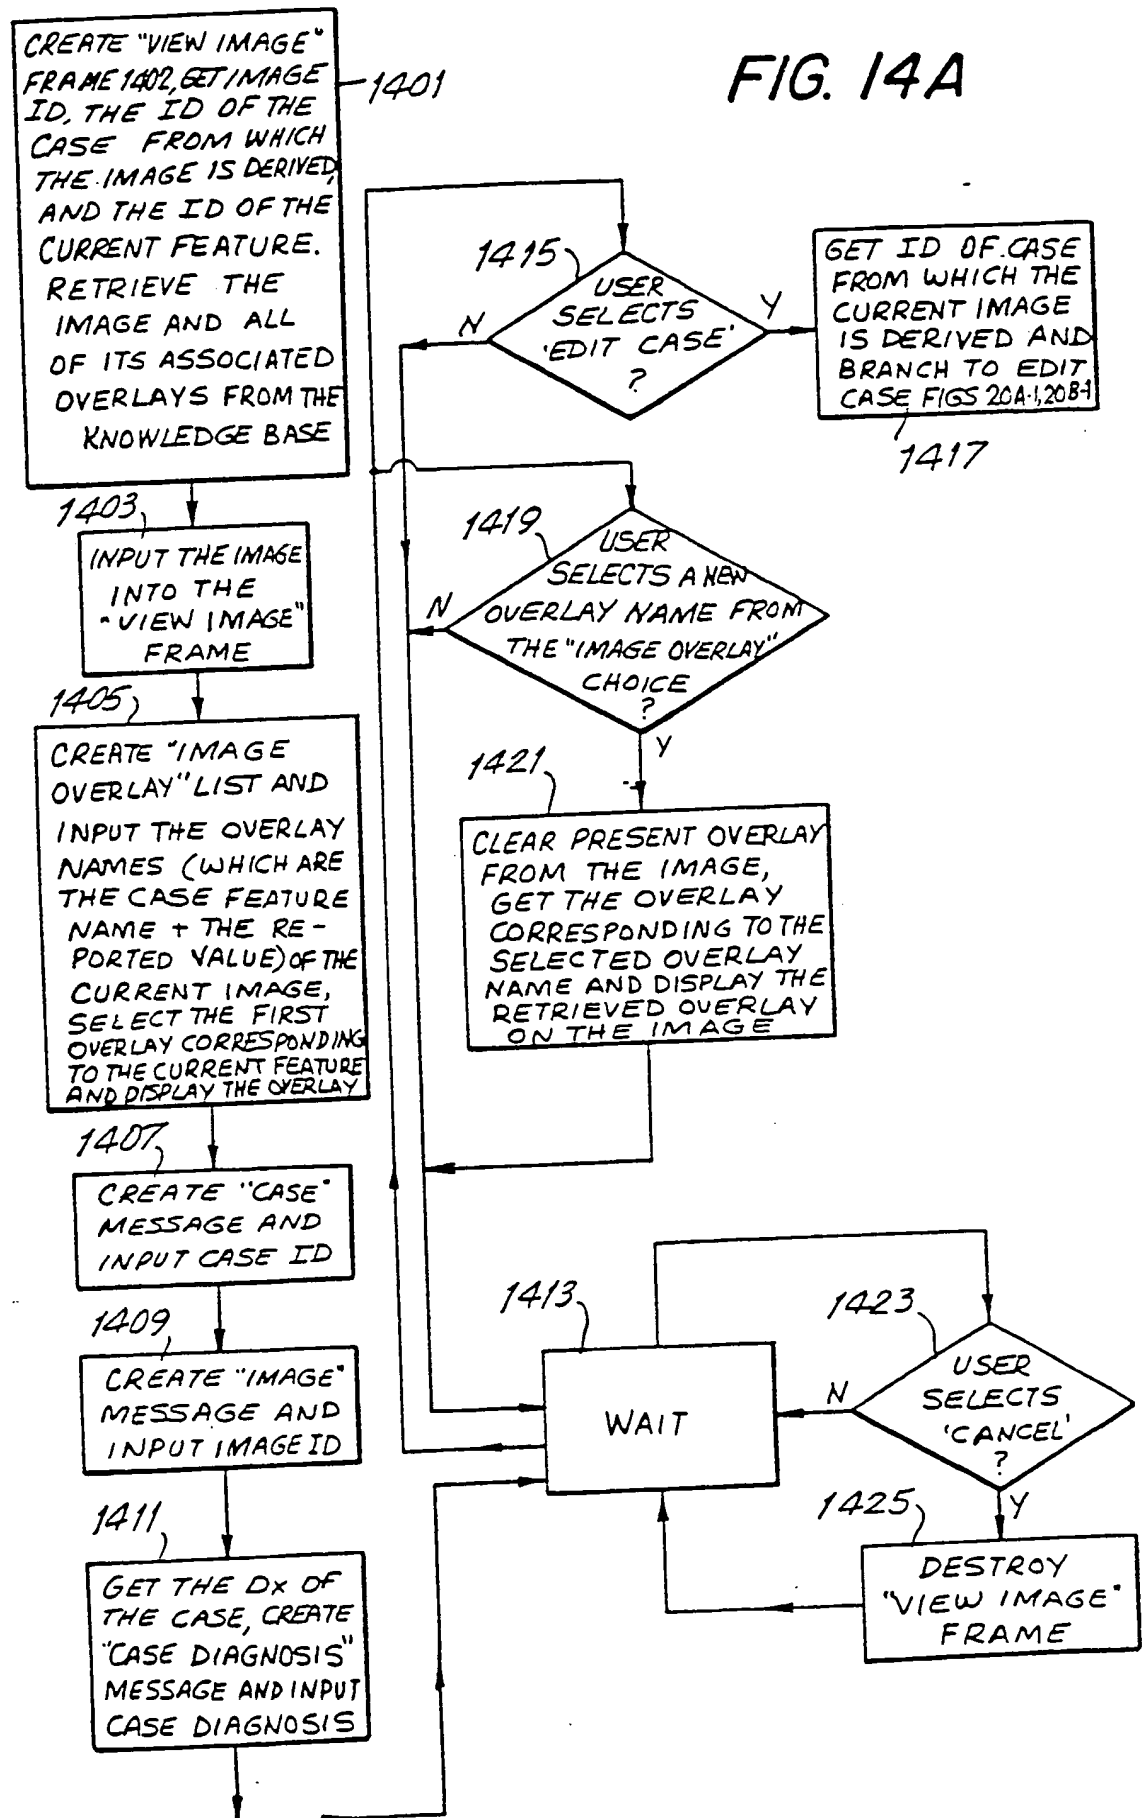 FIG. 14A
CREATE "VIEW IMAGE"
FRAME 1402, GET IMAGE
ID, THE ID OF THE
CASE FROM WHICH
THE IMAGE IS DERIVED,
AND THE ID OF THE
CURRENT FEATURE.
RETRIEVE THE
IMAGE AND ALL
OF ITS ASSOCIATED
OVERLAYS FROM THE
KNOWLEDGE BASE
1401
1403
INPUT THE IMAGE
INTO THE
"VIEW IMAGE"
FRAME
1405
CREATE "IMAGE
OVERLAY" LIST AND
INPUT THE OVERLAY
NAMES (WHICH ARE
THE CASE FEATURE
NAME + THE RE-
PORTED VALUE) OF THE
CURRENT IMAGE,
SELECT THE FIRST
OVERLAY CORRESPONDING
TO THE CURRENT FEATURE
AND DISPLAY THE OVERLAY
1407
CREATE "CASE"
MESSAGE AND
INPUT CASE ID
1409
CREATE "IMAGE"
MESSAGE AND
INPUT IMAGE ID
1411
GET THE Dx OF
THE CASE, CREATE
"CASE DIAGNOSIS"
MESSAGE AND INPUT
CASE DIAGNOSIS
1415
USER
SELECTS
'EDIT CASE'
?
N
Y
GET ID OF CASE
FROM WHICH THE
CURRENT IMAGE
IS DERIVED AND
BRANCH TO EDIT
CASE FIGS 20A-1, 20B-1
1417
1419
USER
SELECTS A NEW
OVERLAY NAME FROM
THE "IMAGE OVERLAY"
CHOICE
?
N
Y
1421
CLEAR PRESENT OVERLAY
FROM THE IMAGE,
GET THE OVERLAY
CORRESPONDING TO THE
SELECTED OVERLAY
NAME AND DISPLAY THE
RETRIEVED OVERLAY
ON THE IMAGE
1413
WAIT
1423
USER
SELECTS
'CANCEL'
?
N
Y
1425
DESTROY
"VIEW IMAGE"
FRAME